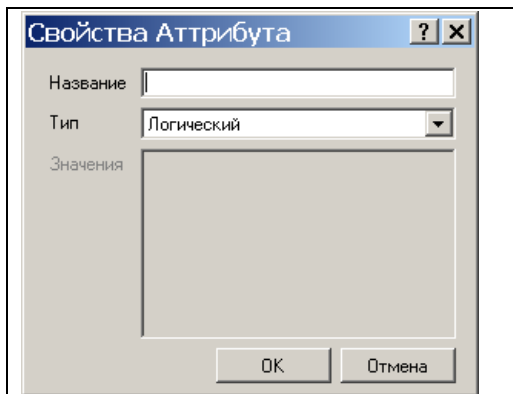 Свойства Аттрибута
Название
Тип Логический
Значения
OK Отмена